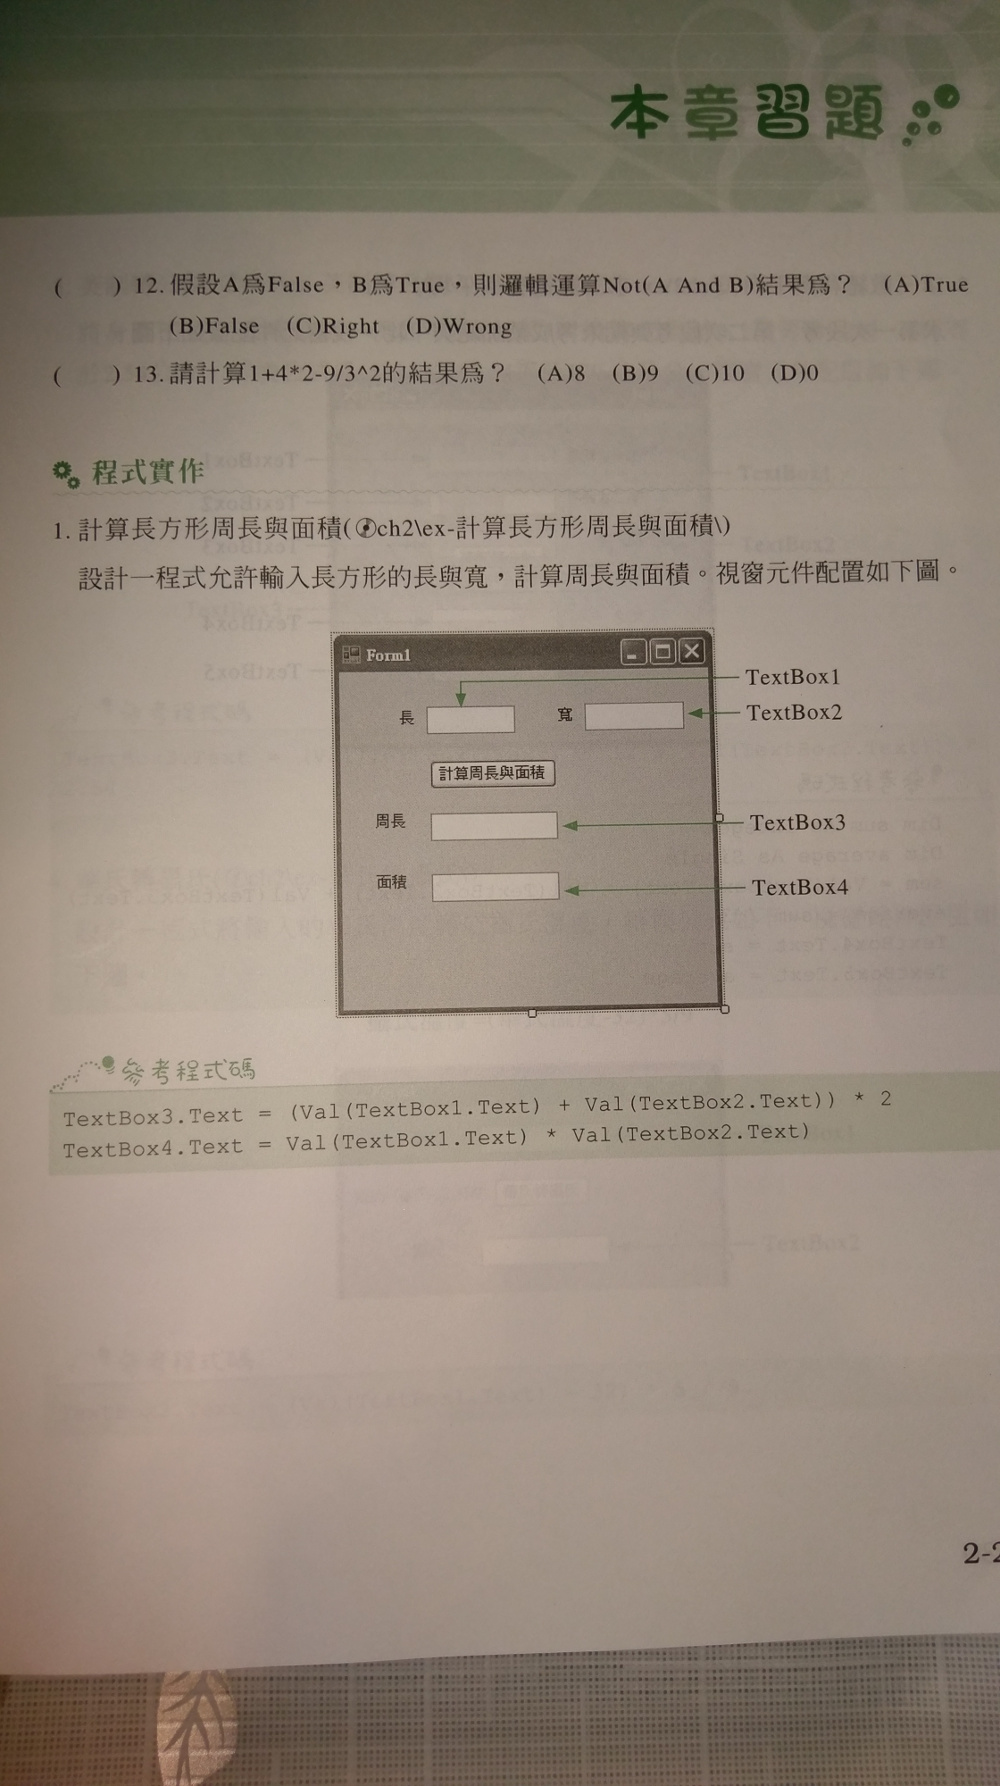 本章習題
(　　) 12. 假設A為False，B為True，則邏輯運算Not(A And B)結果為？ (A)True
(B)False (C)Right (D)Wrong
(　　) 13. 請計算1+4*2-9/3^2的結果為？ (A)8 (B)9 (C)10 (D)0
程式實作
1. 計算長方形周長與面積(ch2\ex-計算長方形周長與面積\)
設計一程式允許輸入長方形的長與寬，計算周長與面積。視窗元件配置如下圖。
Form1
TextBox1
長 寬 TextBox2
計算周長與面積
周長 TextBox3
面積 TextBox4
參考程式碼
TextBox3.Text = (Val(TextBox1.Text) + Val(TextBox2.Text)) * 2
TextBox4.Text = Val(TextBox1.Text) * Val(TextBox2.Text)
2-2